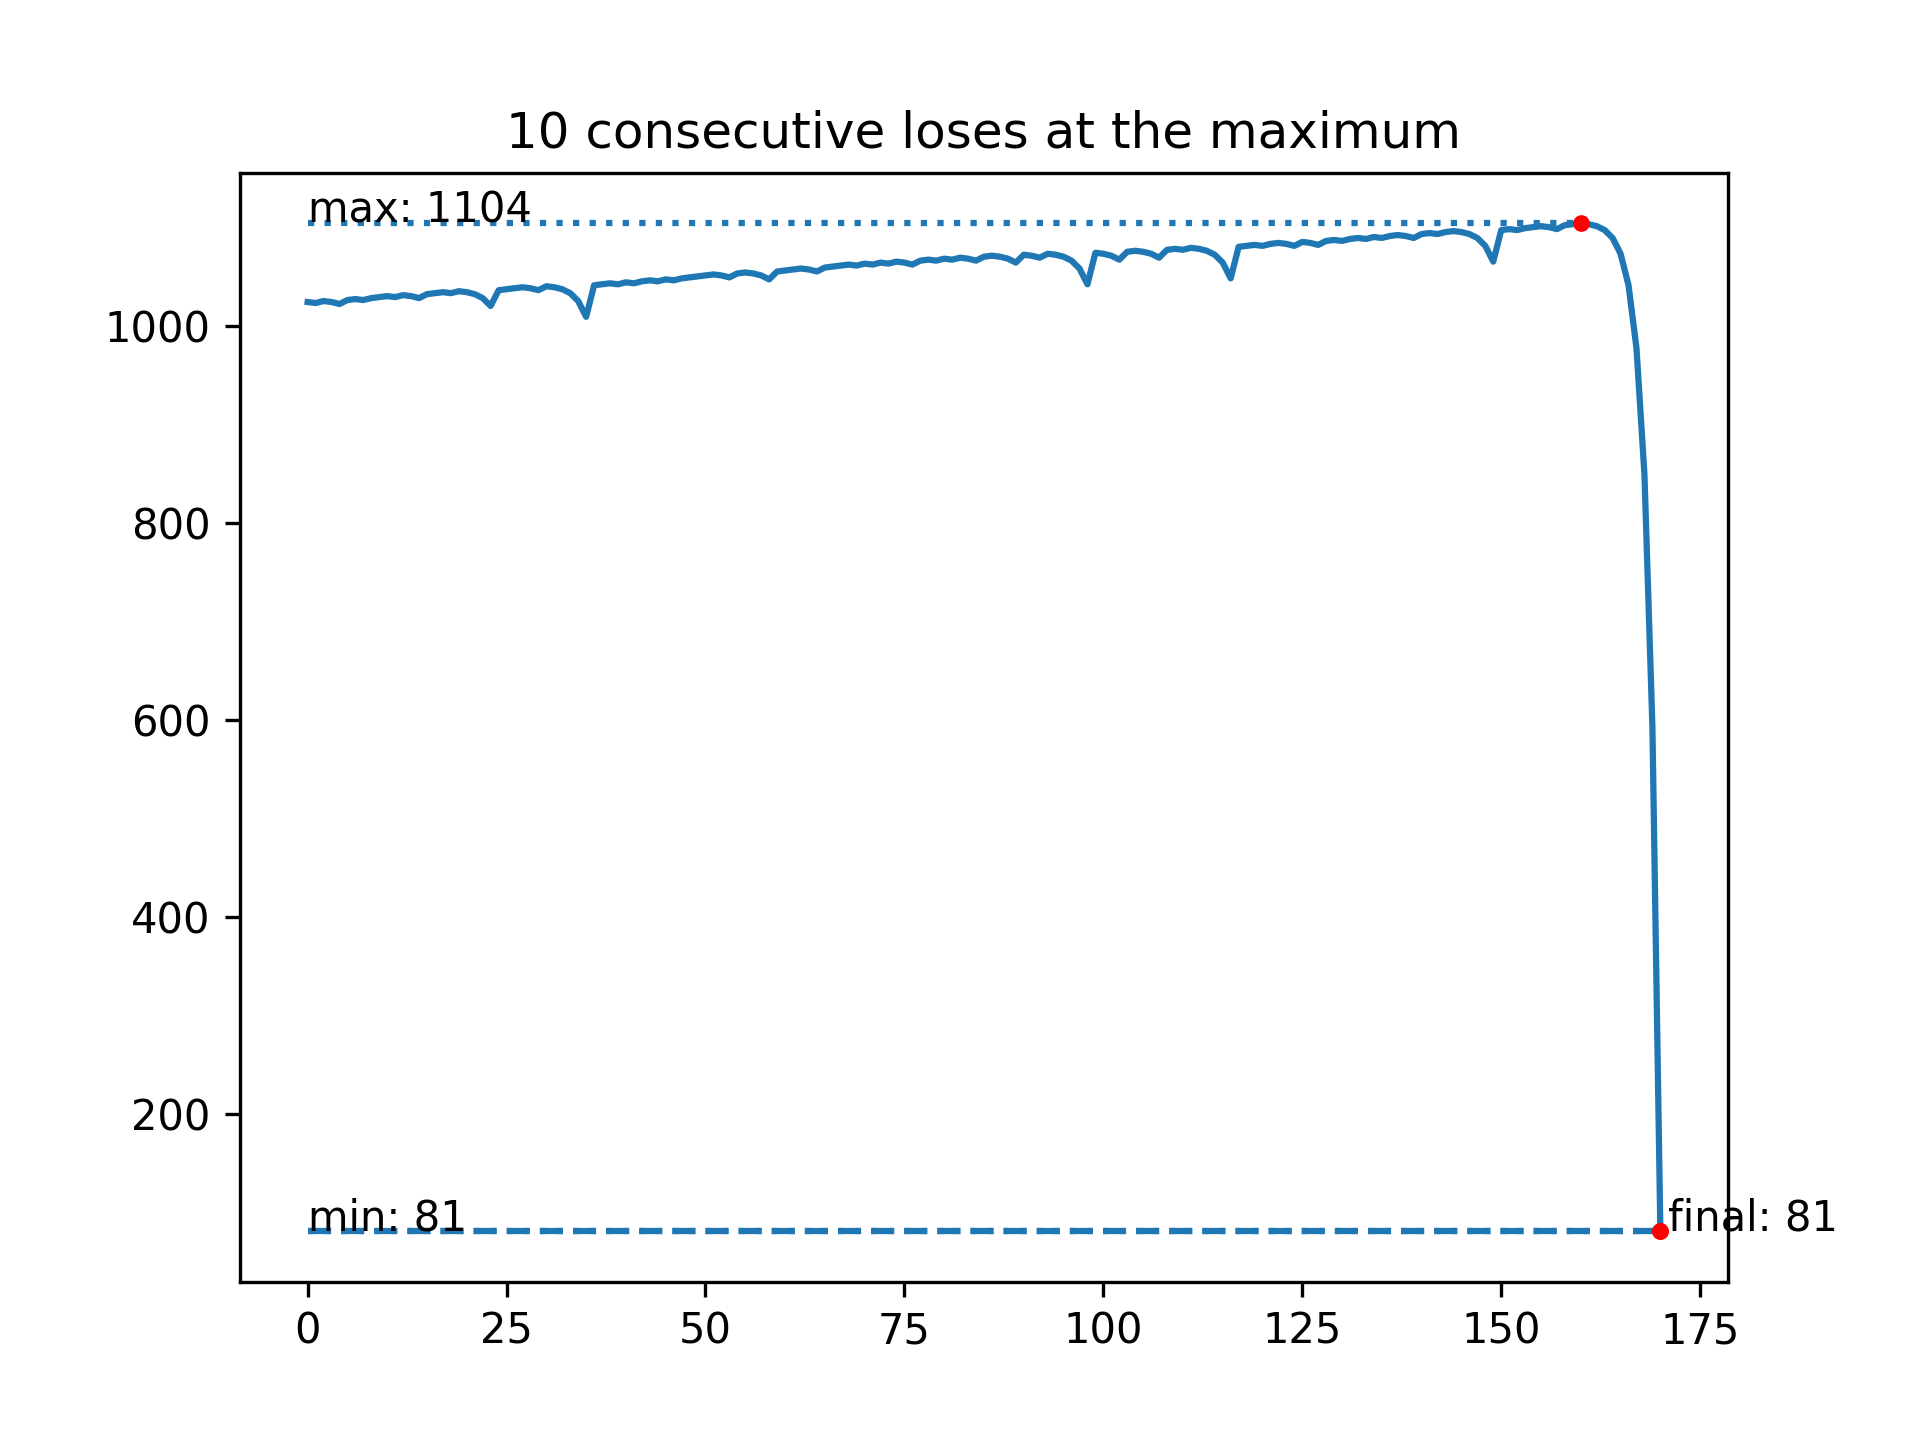 10 consecutive loses at the maximum
max: 1104
1000
800
600
400
200
min: 81
final: 81
0 25 50 75 100 125 150 175